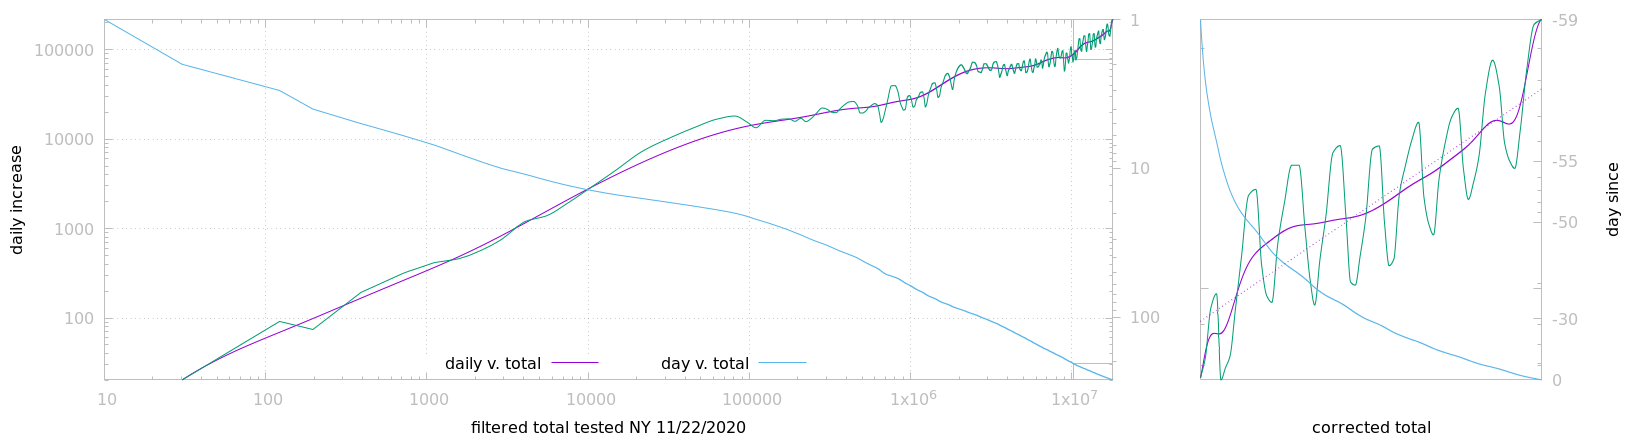 daily increase
100000
10000
1000
100
10
100
1000
10000
100000
1x10^6
1x10^7
1
10
100
daily v. total
day v. total
filtered total tested NY 11/22/2020
-59
-55
-50
-30
0
day since
corrected total